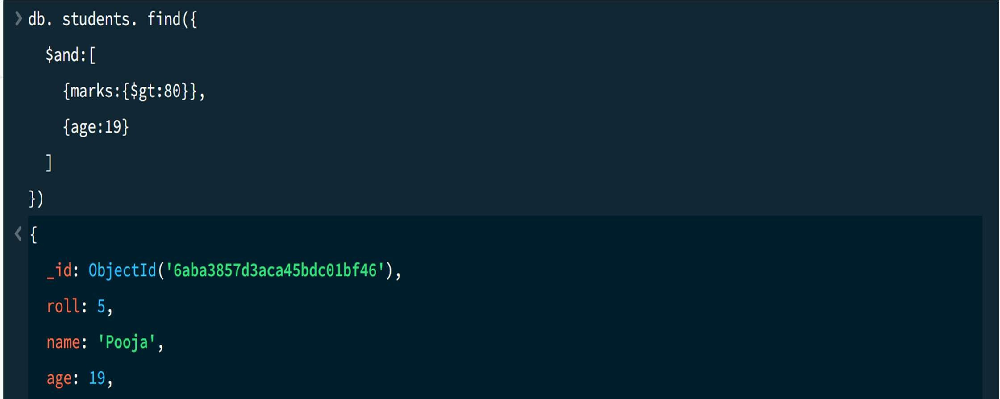 db. students. find({
$and:[
{marks:{$gt:80}},
{age:19}
]
})
{
_id: ObjectId('6aba3857d3aca45bdc01bf46'),
roll: 5,
name: 'Pooja',
age: 19,